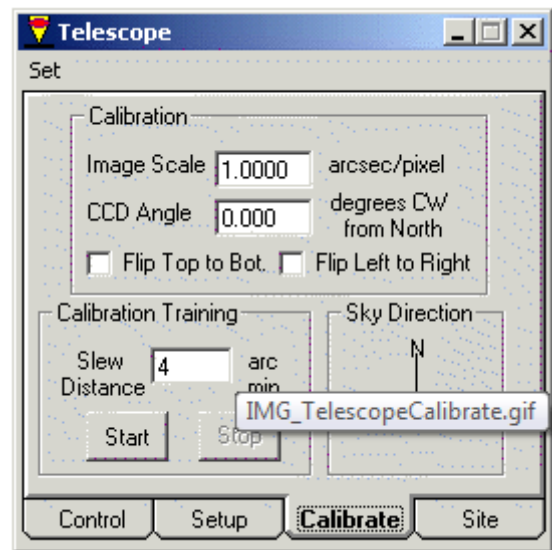 Telescope
Set
Calibration
Image Scale 1.0000 arcsec/pixel
CCD Angle 0.000 degrees CW
from North
Flip Top to Bot. Flip Left to Right
Calibration Training
Slew
Distance 4 arc
min
Start Stop
Sky Direction
N
IMG_TelescopeCalibrate.gif
Control Setup Calibrate Site